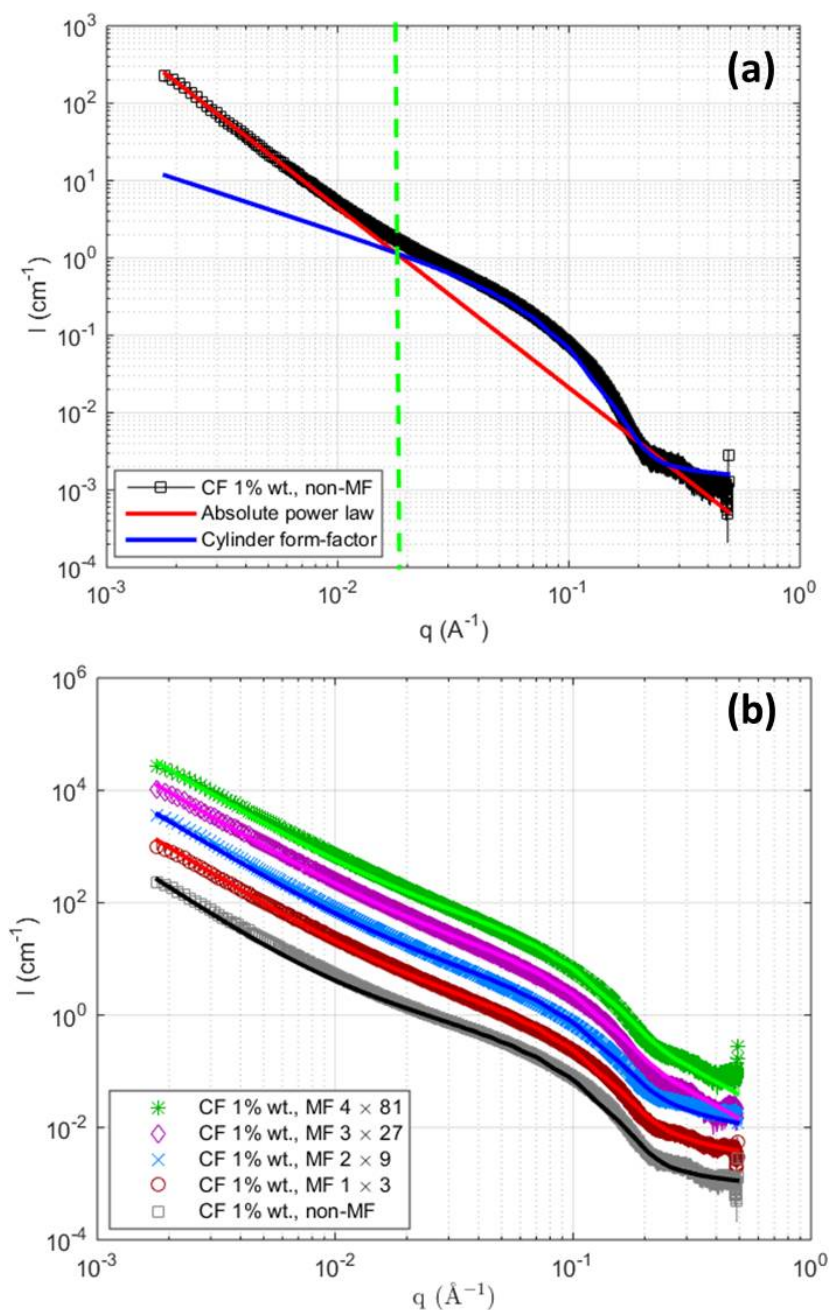 (a)
10^3
10^2
10^1
10^0
10^-1
10^-2
10^-3
10^-4
I (cm^-1)
CF 1% wt., non-MF
Absolute power law
Cylinder form-factor
10^-3 10^-2 10^-1 10^0
q (A^-1)
(b)
10^6
10^4
10^2
10^0
10^-2
10^-4
I (cm^-1)
CF 1% wt., MF 4 × 81
CF 1% wt., MF 3 × 27
CF 1% wt., MF 2 × 9
CF 1% wt., MF 1 × 3
CF 1% wt., non-MF
10^-3 10^-2 10^-1 10^0
q (Å^-1)